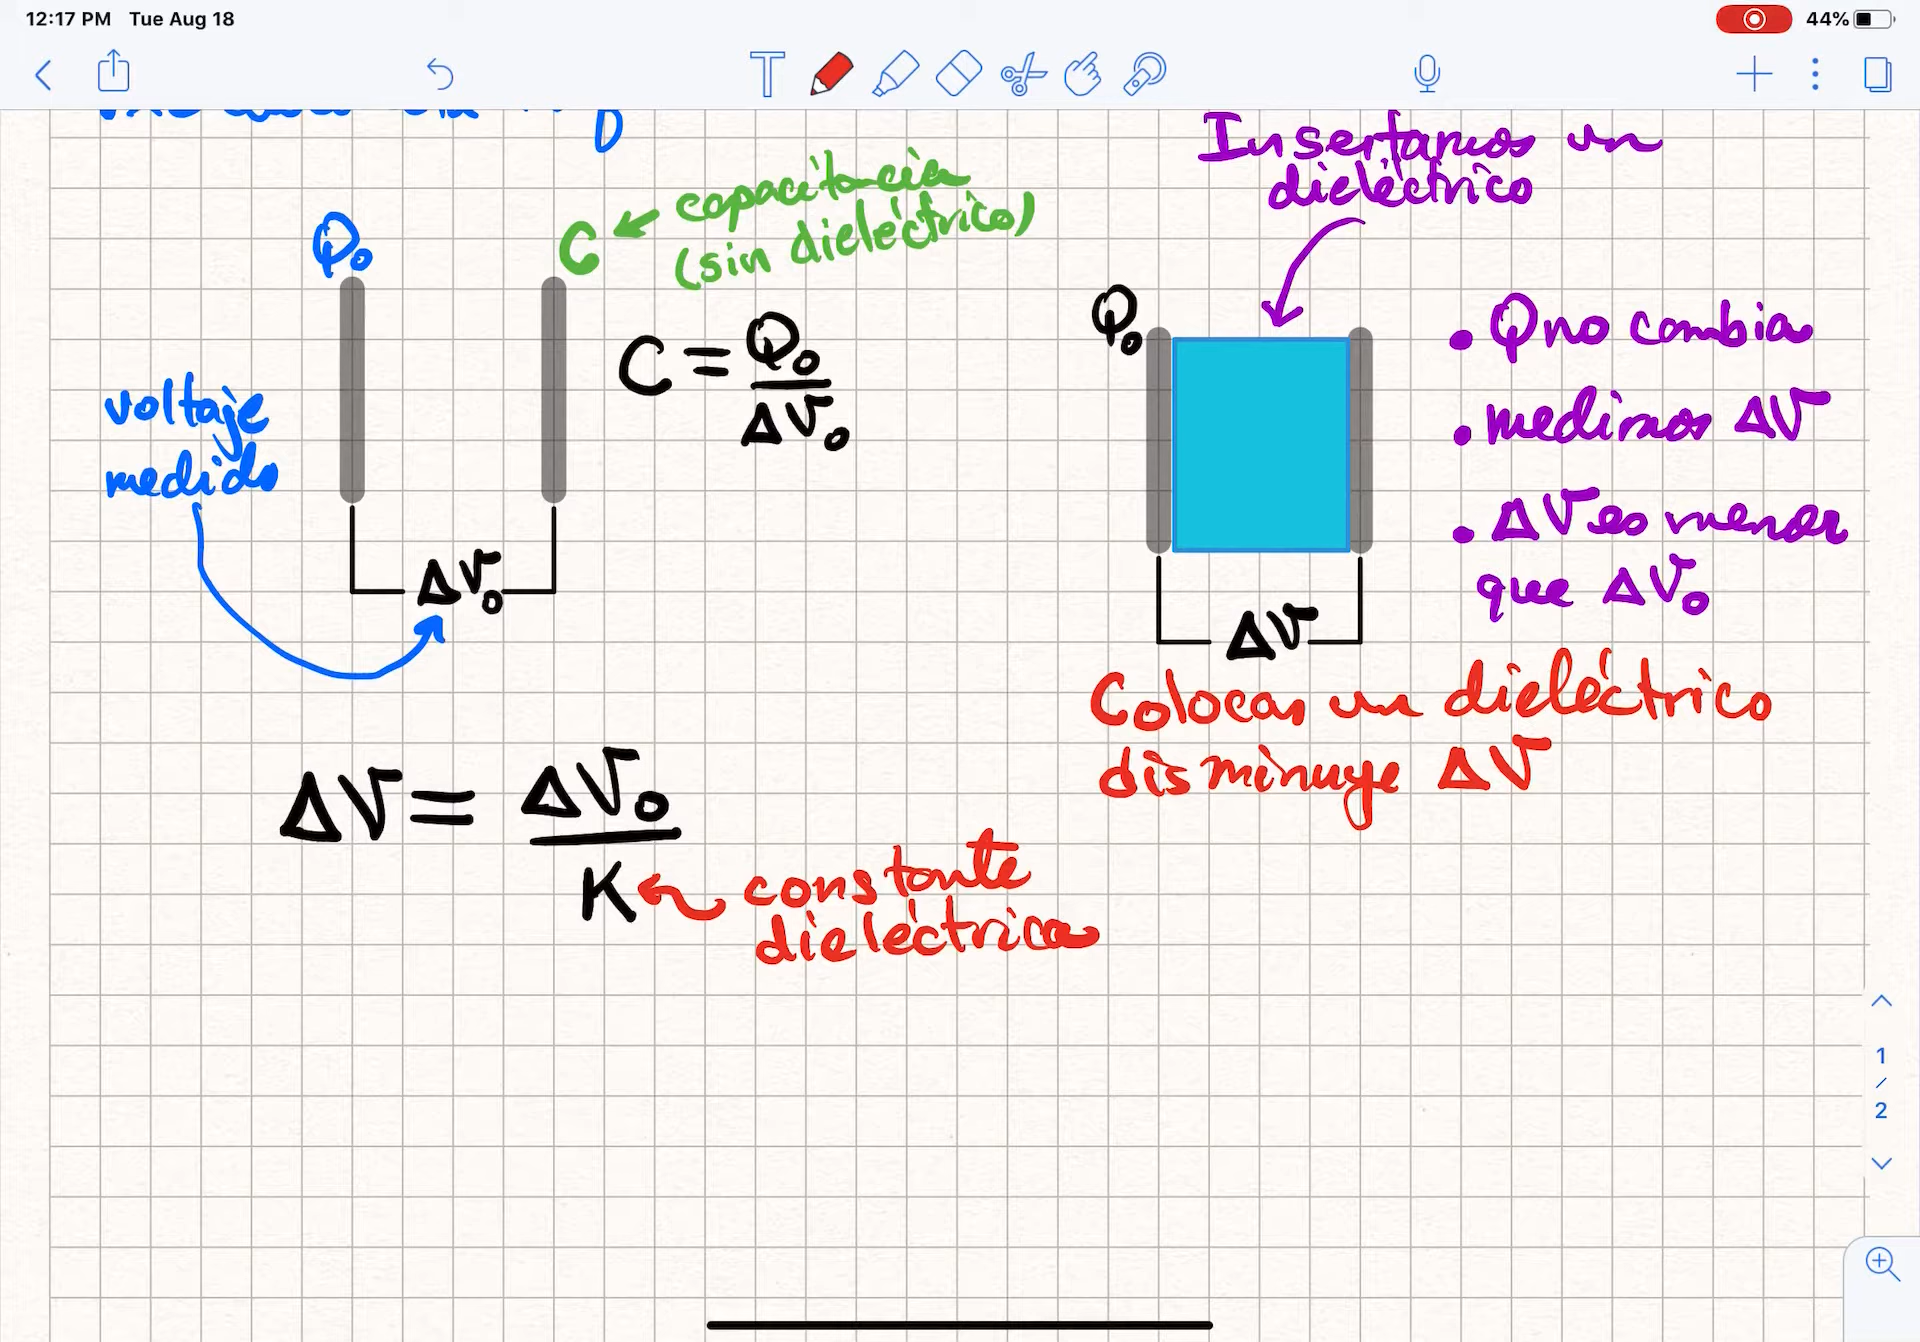 12:17 PM Tue Aug 18
44%
T
Q₀
C
capacitancia
(sin dieléctrico)
C = Q₀
ΔV₀
voltaje
medido
ΔV₀
Insertamos un
dieléctrico
Q₀
• Q no cambia
• medimos ΔV
• ΔV es menor
que ΔV₀
ΔV
Colocar un dieléctrico
disminuye ΔV
ΔV = ΔV₀
K
constante
dieléctrica
1
/
2